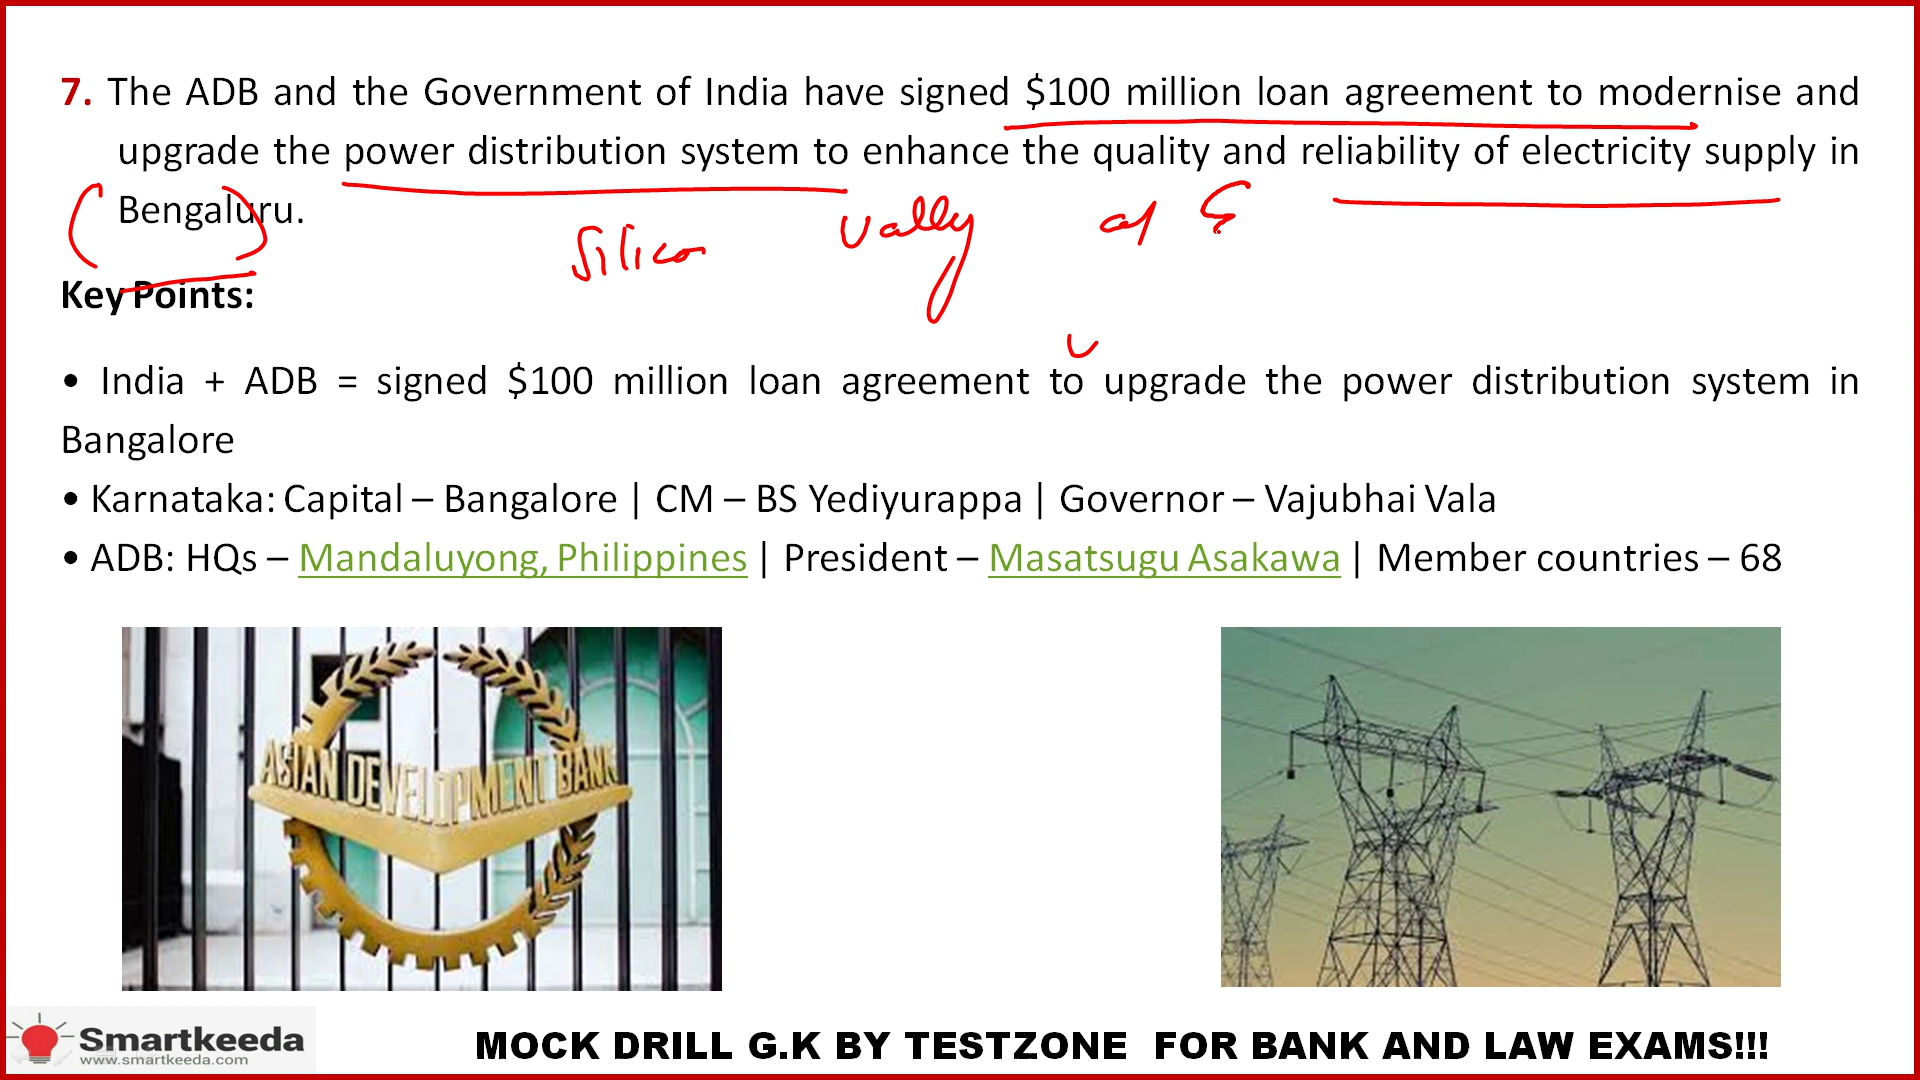 7. The ADB and the Government of India have signed $100 million loan agreement to modernise and
upgrade the power distribution system to enhance the quality and reliability of electricity supply in
Bengaluru.
Silicon vally of
Key Points:
• India + ADB = signed $100 million loan agreement to upgrade the power distribution system in
Bangalore
• Karnataka: Capital – Bangalore | CM – BS Yediyurappa | Governor – Vajubhai Vala
• ADB: HQs – Mandaluyong, Philippines | President – Masatsugu Asakawa | Member countries – 68
ASIAN DEVELOPMENT BANK
Smartkeeda
www.smartkeeda.com
MOCK DRILL G.K BY TESTZONE FOR BANK AND LAW EXAMS!!!